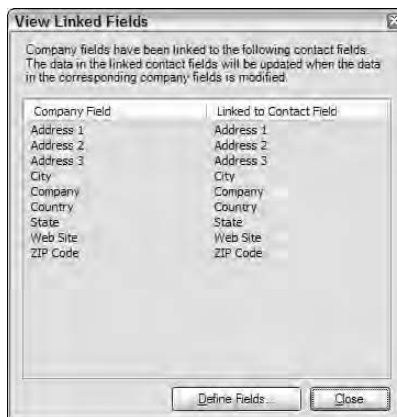 View Linked Fields
Company fields have been linked to the following contact fields.
The data in the linked contact fields will be updated when the data
in the corresponding company fields is modified.
Company Field Linked to Contact Field
Address 1 Address 1
Address 2 Address 2
Address 3 Address 3
City City
Company Company
Country Country
State State
Web Site Web Site
ZIP Code ZIP Code
Define Fields... Close